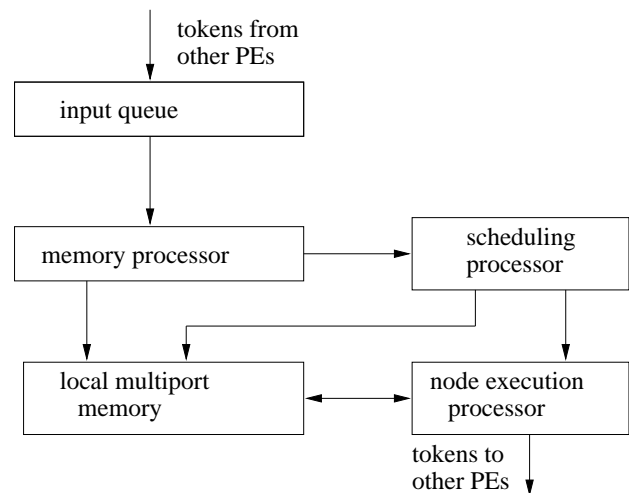 tokens from
other PEs
input queue
memory processor
scheduling
processor
local multiport
memory
node execution
processor
tokens to
other PEs